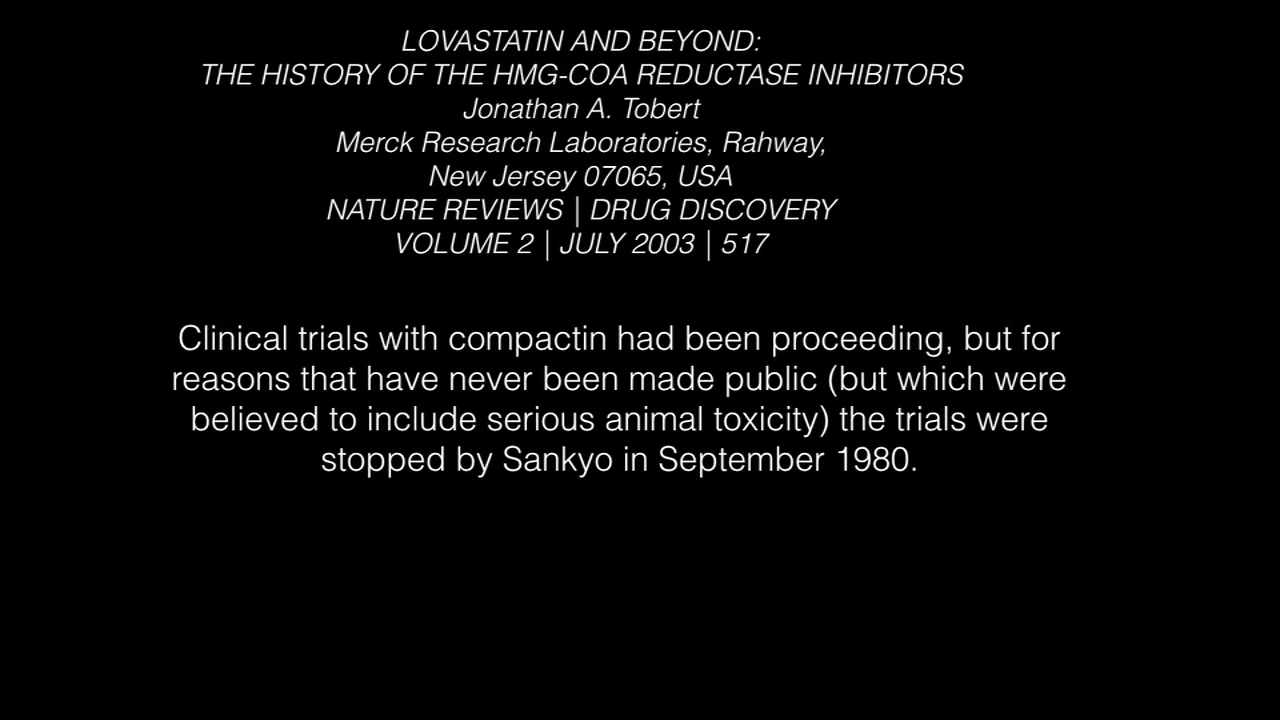 LOVASTATIN AND BEYOND:
THE HISTORY OF THE HMG-COA REDUCTASE INHIBITORS
Jonathan A. Tobert
Merck Research Laboratories, Rahway,
New Jersey 07065, USA
NATURE REVIEWS | DRUG DISCOVERY
VOLUME 2 | JULY 2003 | 517
Clinical trials with compactin had been proceeding, but for
reasons that have never been made public (but which were
believed to include serious animal toxicity) the trials were
stopped by Sankyo in September 1980.